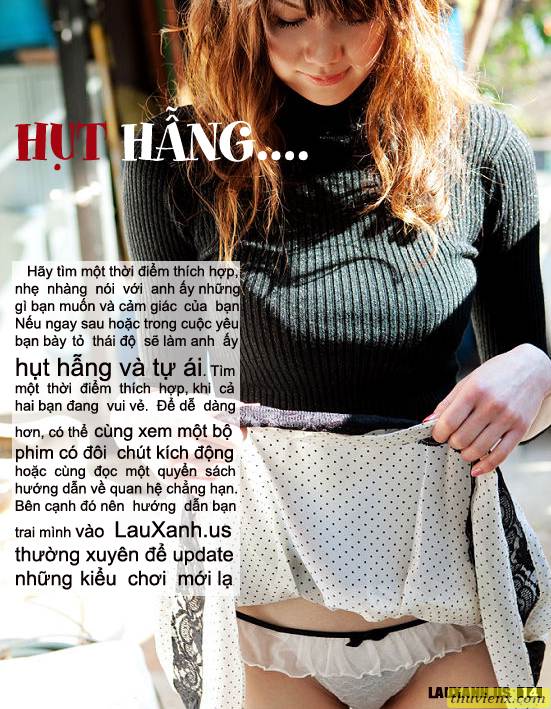 HỤT HẪNG....
Hãy tìm một thời điểm thích hợp,
nhẹ nhàng nói với anh ấy những
gì bạn muốn và cảm giác của bạn
Nếu ngay sau hoặc trong cuộc yêu
bạn bày tỏ thái độ sẽ làm anh ấy
hụt hẫng và tự ái. Tìm
một thời điểm thích hợp, khi cả
hai bạn đang vui vẻ. Để dễ dàng
hơn, có thể cùng xem một bộ
phim có đôi chút kích động
hoặc cùng đọc một quyển sách
hướng dẫn về quan hệ chẳng hạn.
Bên cạnh đó nên hướng dẫn bạn
trai mình vào LauXanh.us
thường xuyên để update
những kiểu chơi mới lạ
LAUXANH.US 14
thuvienx.com